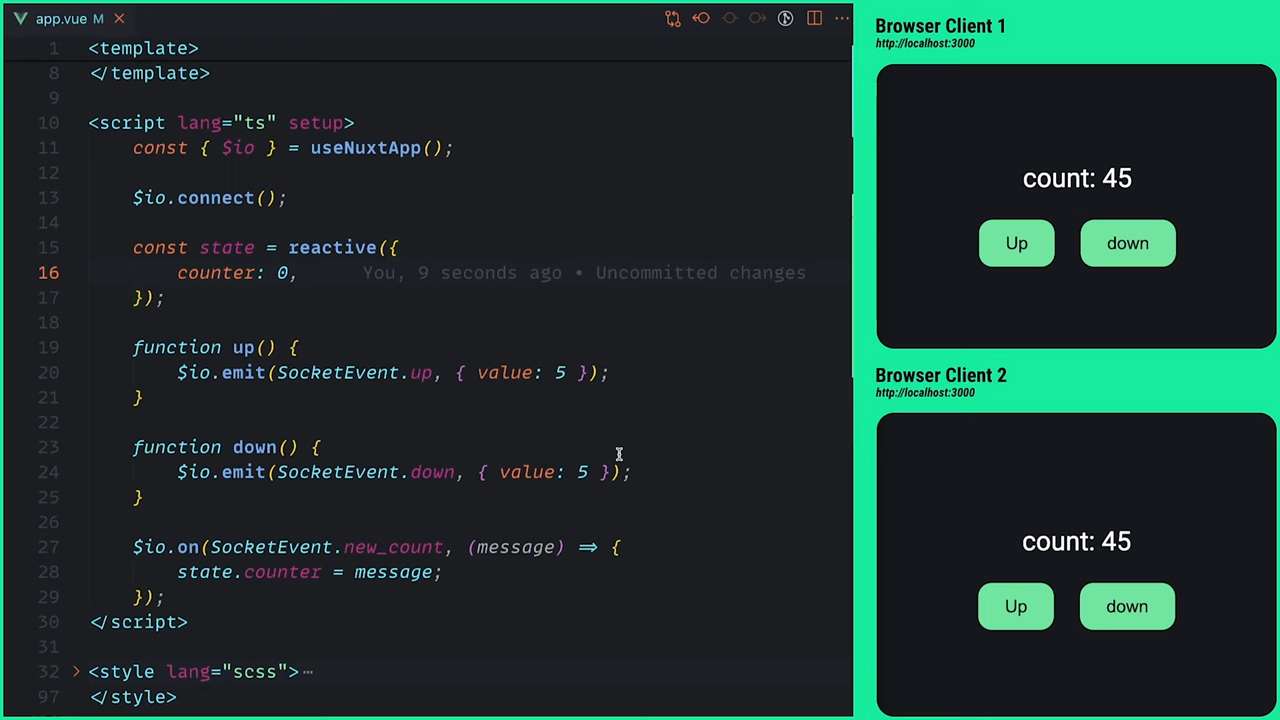 app.vue M
1 <template>
8 </template>
9
10 <script lang="ts" setup>
11 const { $io } = useNuxtApp();
12
13 $io.connect();
14
15 const state = reactive({
16 counter: 0, You, 9 seconds ago • Uncommitted changes
17 });
18
19 function up() {
20 $io.emit(SocketEvent.up, { value: 5 });
21 }
22
23 function down() {
24 $io.emit(SocketEvent.down, { value: 5 });
25 }
26
27 $io.on(SocketEvent.new_count, (message) => {
28 state.counter = message;
29 });
30 </script>
31
32 <style lang="scss">…
97 </style>
Browser Client 1
http://localhost:3000
count: 45
Up down
Browser Client 2
http://localhost:3000
count: 45
Up down